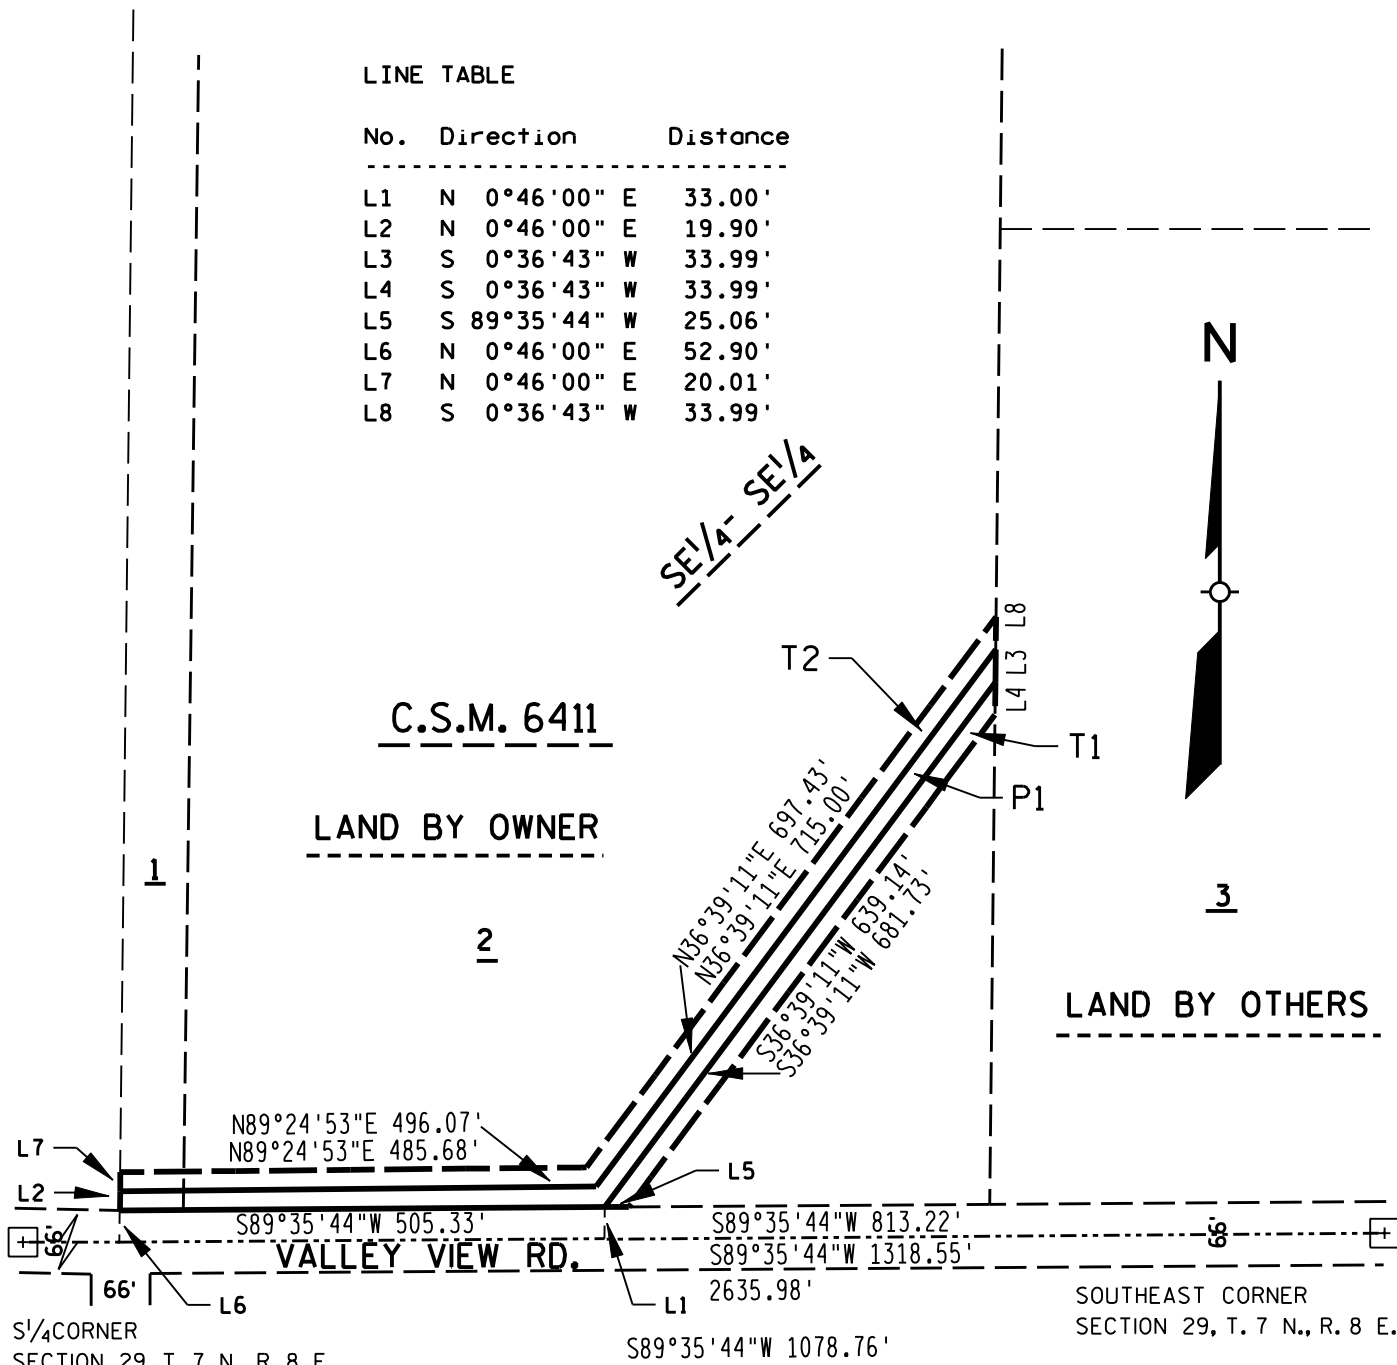 LINE TABLE
No. Direction Distance
L1 N 0°46'00" E 33.00'
L2 N 0°46'00" E 19.90'
L3 S 0°36'43" W 33.99'
L4 S 0°36'43" W 33.99'
L5 S 89°35'44" W 25.06'
L6 N 0°46'00" E 52.90'
L7 N 0°46'00" E 20.01'
L8 S 0°36'43" W 33.99'
N
SE1/4- SE1/4
L8
L3
L4
T2
T1
P1
C.S.M. 6411
LAND BY OWNER
1
2
3
LAND BY OTHERS
N36°39'11"E 697.43'
N36°39'11"E 715.00'
S36°39'11"W 639.14'
S36°39'11"W 681.73'
N89°24'53"E 496.07'
N89°24'53"E 485.68'
L7
L2
L5
S89°35'44"W 505.33'
S89°35'44"W 813.22'
66'
66'
VALLEY VIEW RD.
S89°35'44"W 1318.55'
66'
L6
L1
2635.98'
SOUTHEAST CORNER
SECTION 29, T. 7 N., R. 8 E.
S1/4CORNER
SECTION 29, T. 7 N., R. 8 E.
S89°35'44"W 1078.76'